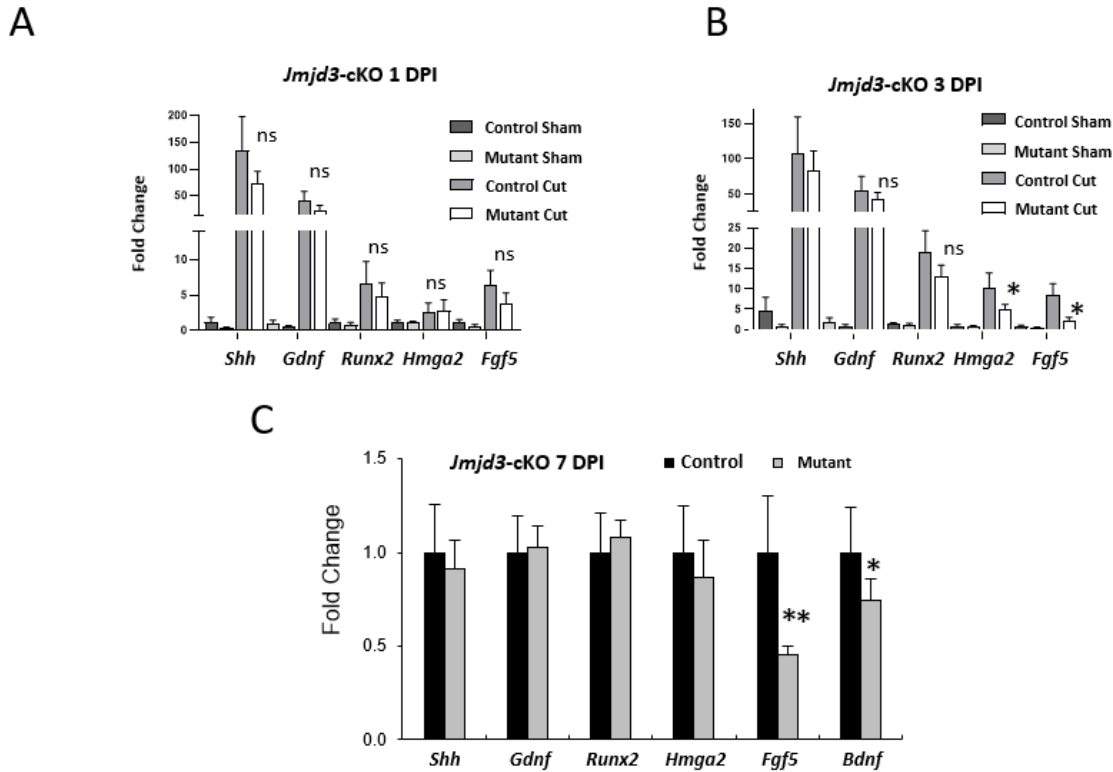 A
Jmjd3-cKO 1 DPI
Fold Change
200
150
100
50
10
5
0
ns
ns
ns
ns
ns
Control Sham
Mutant Sham
Control Cut
Mutant Cut
Shh Gdnf Runx2 Hmga2 Fgf5
B
Jmjd3-cKO 3 DPI
Fold Change
150
100
50
25
20
15
10
5
0
ns
ns
*
*
Control Sham
Mutant Sham
Control Cut
Mutant Cut
Shh Gdnf Runx2 Hmga2 Fgf5
C
Jmjd3-cKO 7 DPI
Control Mutant
Fold Change
1.5
1.0
0.5
0.0
**
*
Shh Gdnf Runx2 Hmga2 Fgf5 Bdnf